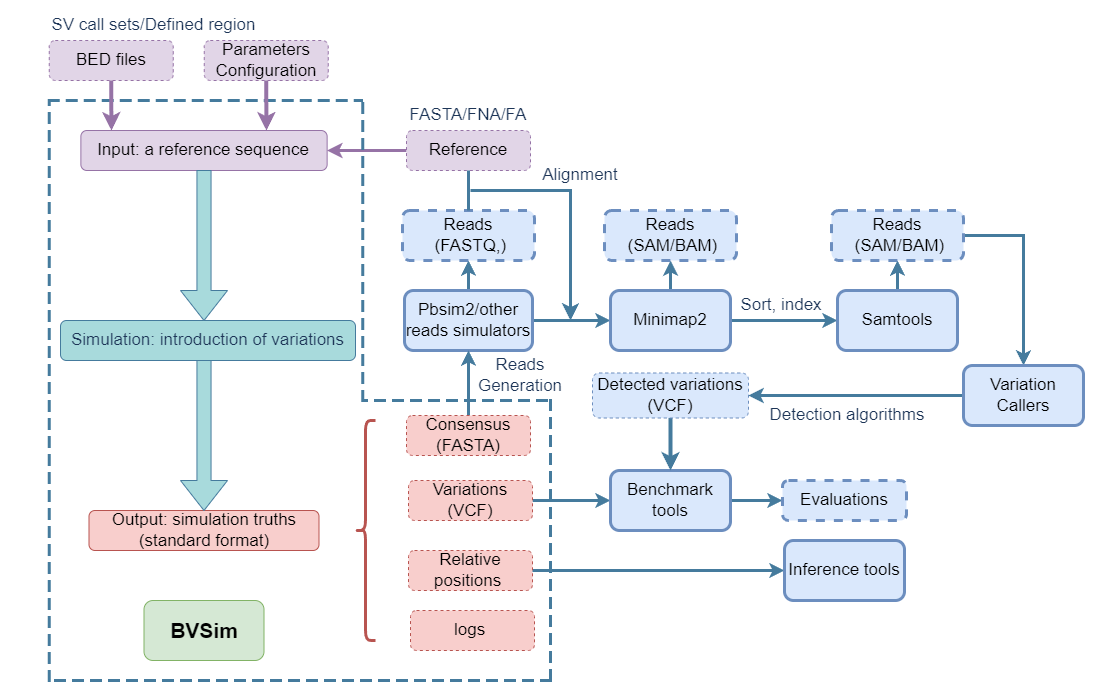 SV call sets/Defined region
BED files
Parameters
Configuration
FASTA/FNA/FA
Input: a reference sequence
Reference
Alignment
Reads
(FASTQ,)
Reads
(SAM/BAM)
Reads
(SAM/BAM)
Pbsim2/other
reads simulators
Minimap2
Sort, index
Samtools
Simulation: introduction of variations
Reads
Generation
Detected variations
(VCF)
Detection algorithms
Variation
Callers
Consensus
(FASTA)
Variations
(VCF)
Benchmark
tools
Evaluations
Output: simulation truths
(standard format)
Relative
positions
Inference tools
BVSim
logs